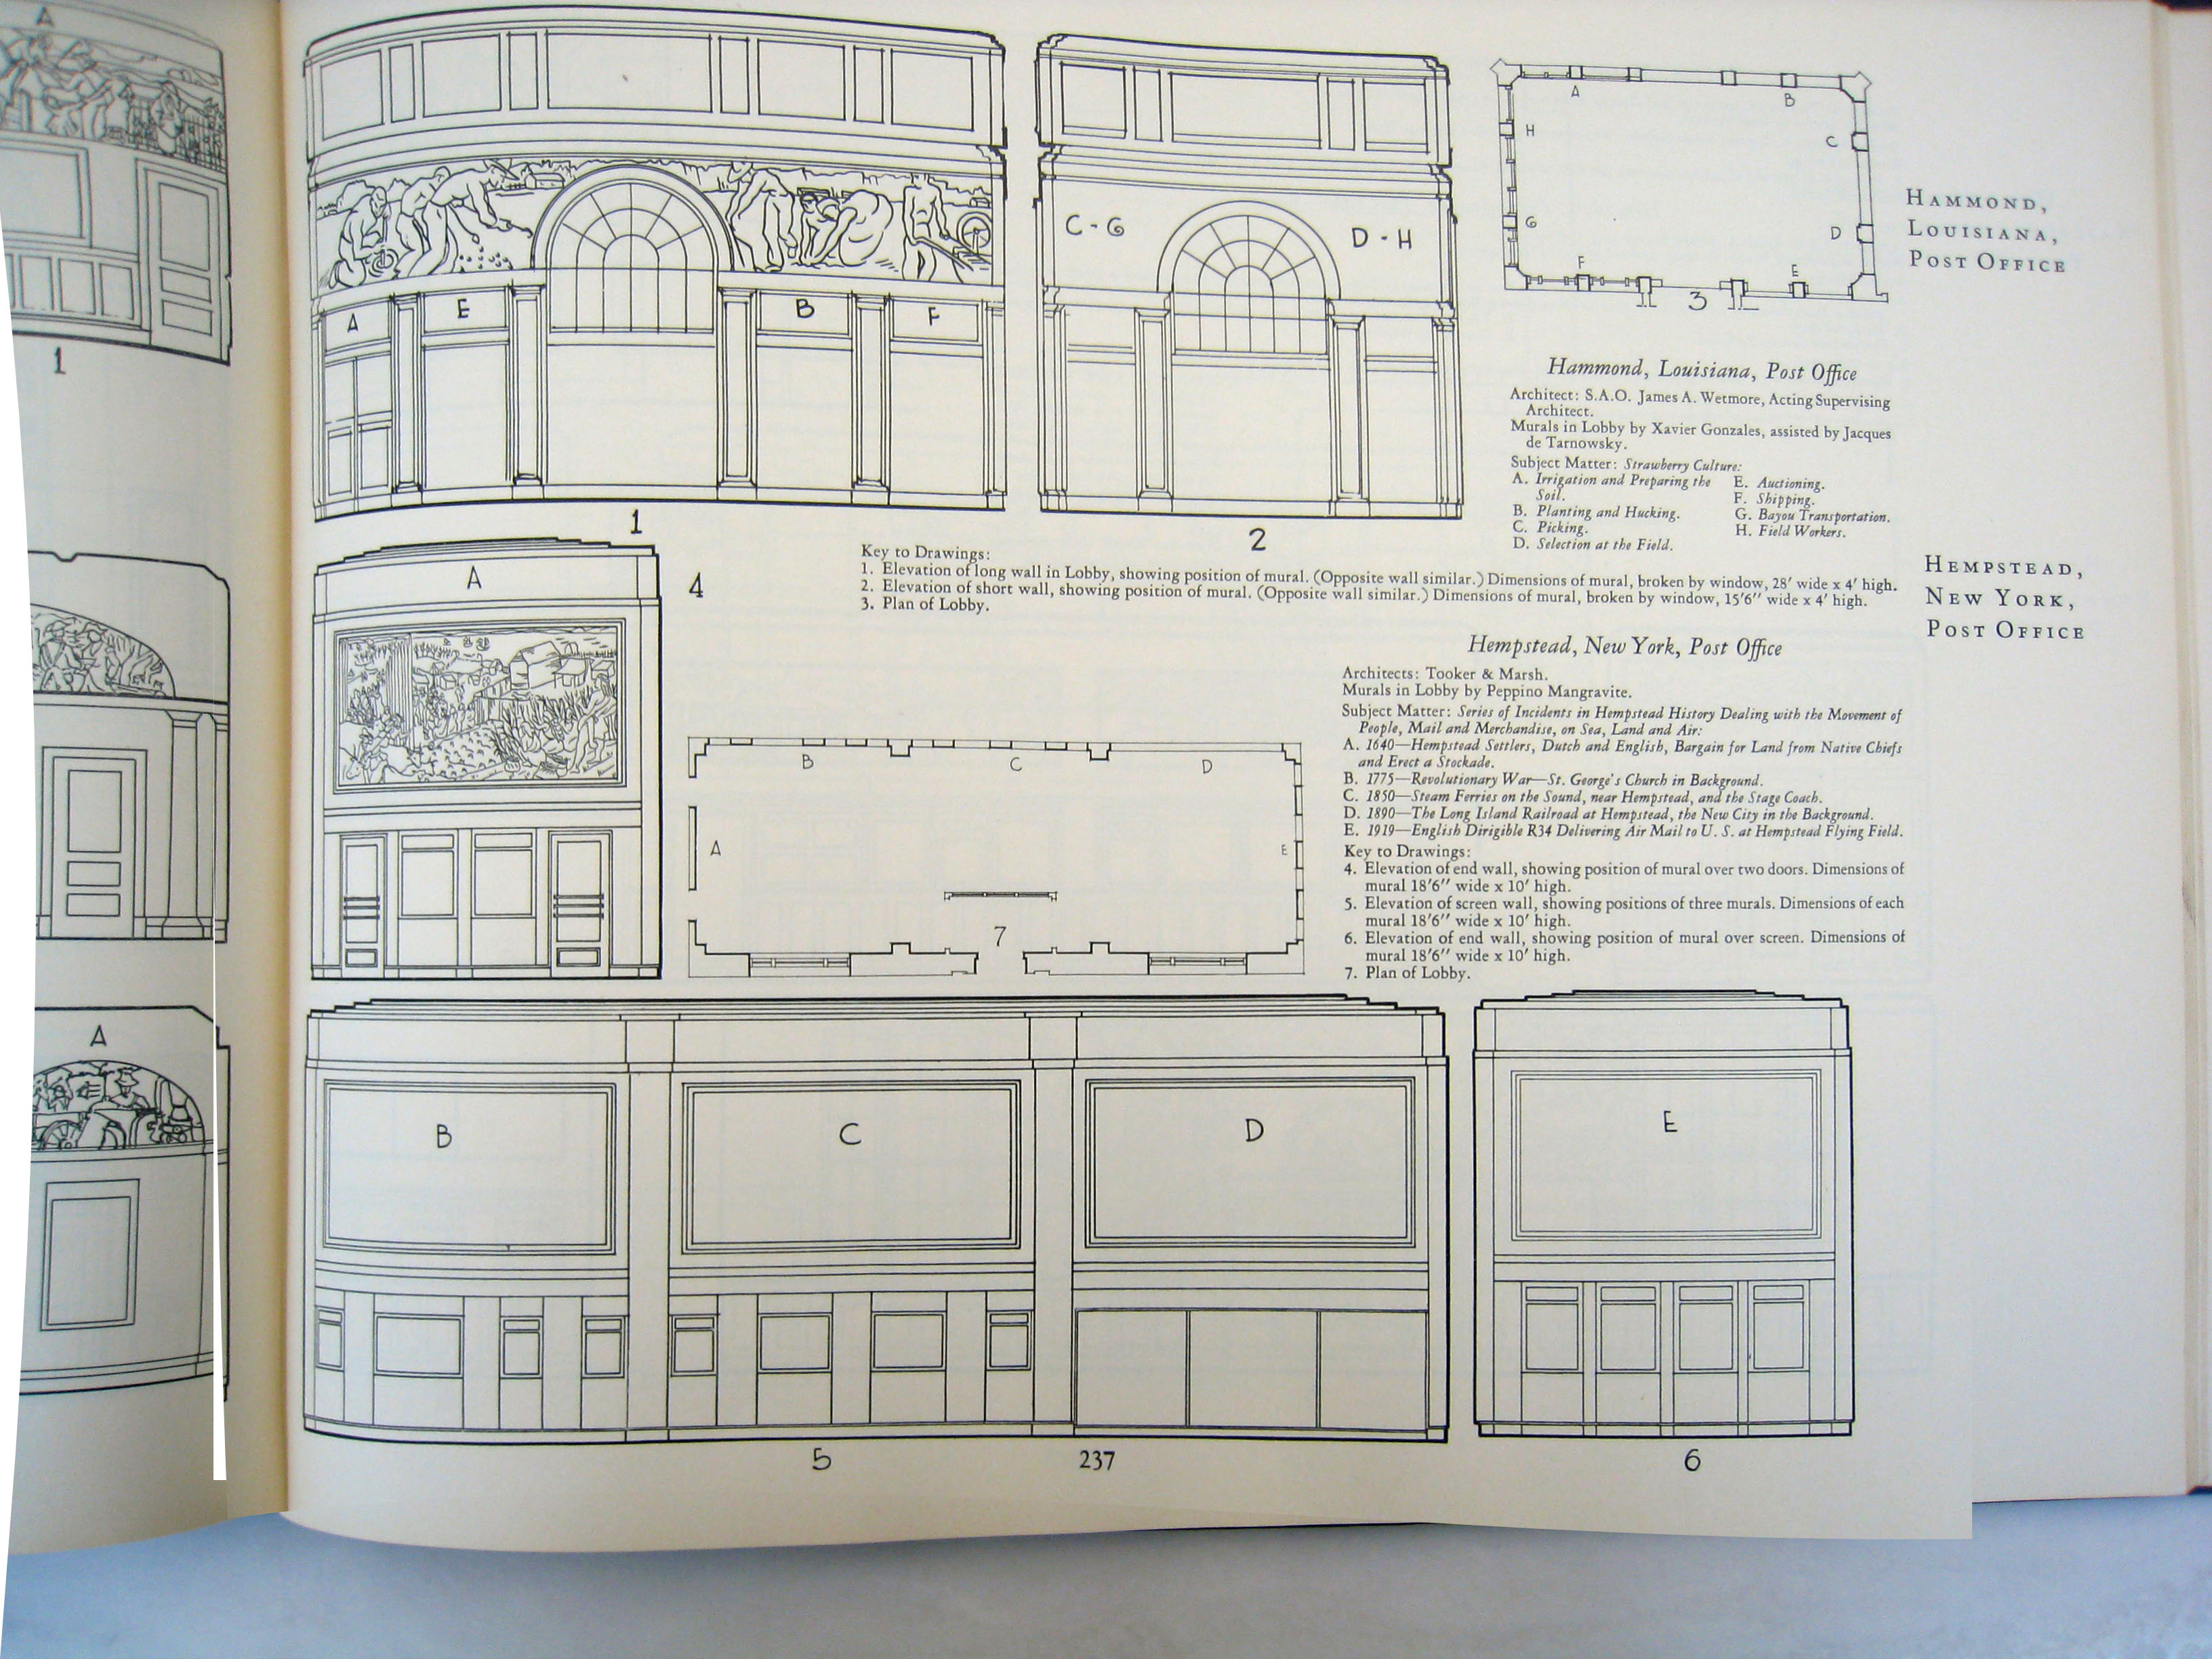 A
1
A
A
E
B
F
1
C - G
D - H
2
A
B
H
C
G
D
F
E
3
HAMMOND,
LOUISIANA,
POST OFFICE
Hammond, Louisiana, Post Office
Architect: S.A.O. James A. Wetmore, Acting Supervising
Architect.
Murals in Lobby by Xavier Gonzales, assisted by Jacques
de Tarnowsky.
Subject Matter: Strawberry Culture:
A. Irrigation and Preparing the
Soil.
B. Planting and Hucking.
C. Picking.
D. Selection at the Field.
E. Auctioning.
F. Shipping.
G. Bayou Transportation.
H. Field Workers.
Key to Drawings:
1. Elevation of long wall in Lobby, showing position of mural. (Opposite wall similar.) Dimensions of mural, broken by window, 28' wide x 4' high.
2. Elevation of short wall, showing position of mural. (Opposite wall similar.) Dimensions of mural, broken by window, 15'6" wide x 4' high.
3. Plan of Lobby.
HEMPSTEAD,
NEW YORK,
POST OFFICE
A
4
Hempstead, New York, Post Office
Architects: Tooker & Marsh.
Murals in Lobby by Peppino Mangravite.
Subject Matter: Series of Incidents in Hempstead History Dealing with the Movement of
People, Mail and Merchandise, on Sea, Land and Air:
A. 1640—Hempstead Settlers, Dutch and English, Bargain for Land from Native Chiefs
and Erect a Stockade.
B. 1775—Revolutionary War—St. George's Church in Background.
C. 1850—Steam Ferries on the Sound, near Hempstead, and the Stage Coach.
D. 1890—The Long Island Railroad at Hempstead, the New City in the Background.
E. 1919—English Dirigible R34 Delivering Air Mail to U. S. at Hempstead Flying Field.
Key to Drawings:
4. Elevation of end wall, showing position of mural over two doors. Dimensions of
mural 18'6" wide x 10' high.
5. Elevation of screen wall, showing positions of three murals. Dimensions of each
mural 18'6" wide x 10' high.
6. Elevation of end wall, showing position of mural over screen. Dimensions of
mural 18'6" wide x 10' high.
7. Plan of Lobby.
B
C
D
A
E
7
B
C
D
E
5
237
6